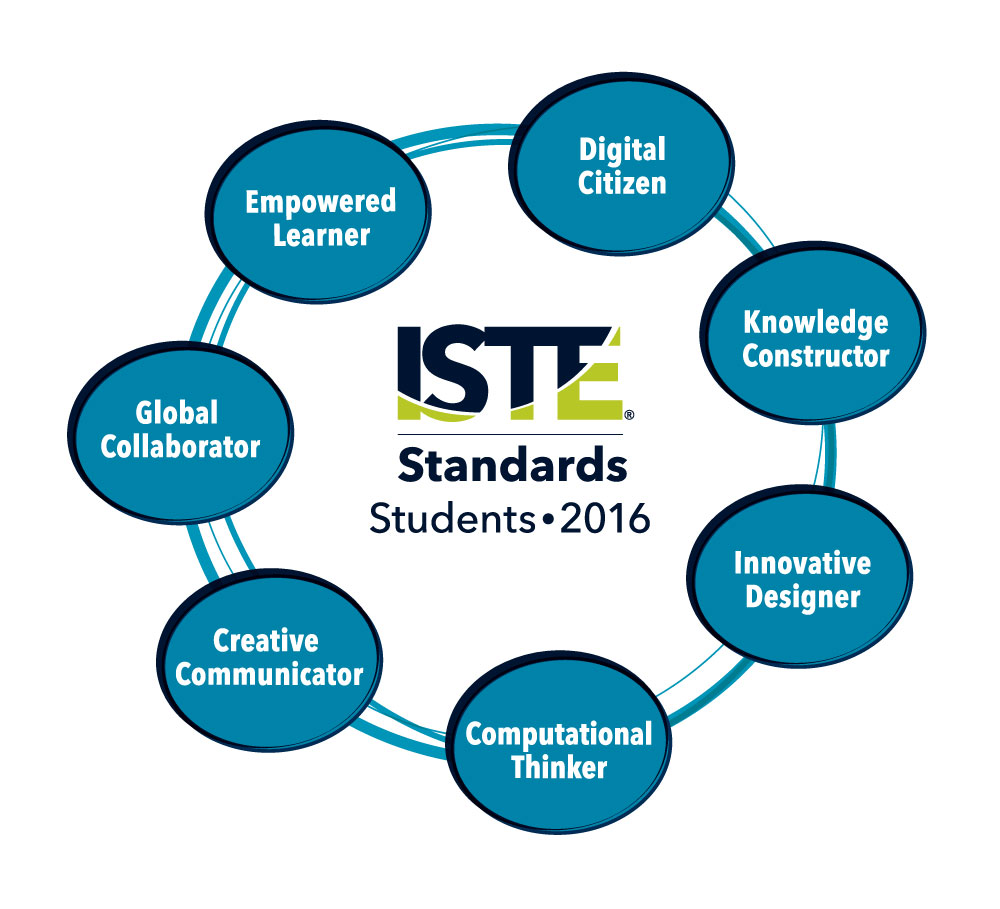 Digital
Citizen
Empowered
Learner
Knowledge
Constructor
ISTE®
Standards
Students•2016
Global
Collaborator
Innovative
Designer
Creative
Communicator
Computational
Thinker